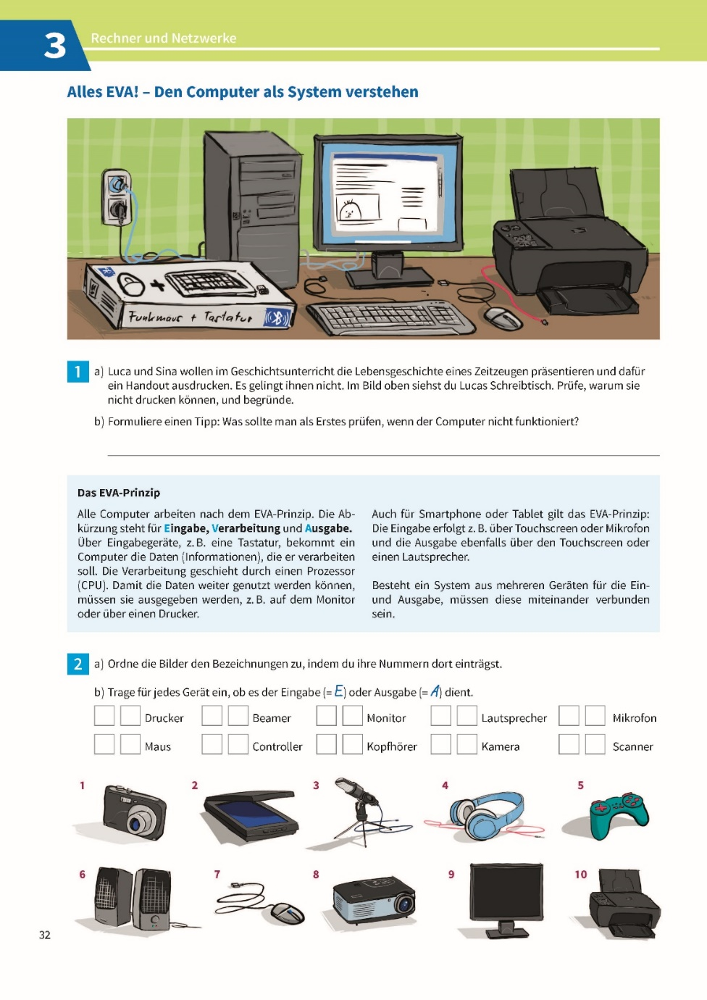 3
Rechner und Netzwerke
Alles EVA! – Den Computer als System verstehen
Funkmaus + Tastatur
1 a) Luca und Sina wollen im Geschichtsunterricht die Lebensgeschichte eines Zeitzeugen präsentieren und dafür
ein Handout ausdrucken. Es gelingt ihnen nicht. Im Bild oben siehst du Lucas Schreibtisch. Prüfe, warum sie
nicht drucken können, und begründe.
b) Formuliere einen Tipp: Was sollte man als Erstes prüfen, wenn der Computer nicht funktioniert?
Das EVA-Prinzip
Alle Computer arbeiten nach dem EVA-Prinzip. Die Ab-
kürzung steht für Eingabe, Verarbeitung und Ausgabe.
Über Eingabegeräte, z. B. eine Tastatur, bekommt ein
Computer die Daten (Informationen), die er verarbeiten
soll. Die Verarbeitung geschieht durch einen Prozessor
(CPU). Damit die Daten weiter genutzt werden können,
müssen sie ausgegeben werden, z. B. auf dem Monitor
oder über einen Drucker.
Auch für Smartphone oder Tablet gilt das EVA-Prinzip:
Die Eingabe erfolgt z. B. über Touchscreen oder Mikrofon
und die Ausgabe ebenfalls über den Touchscreen oder
einen Lautsprecher.
Besteht ein System aus mehreren Geräten für die Ein-
und Ausgabe, müssen diese miteinander verbunden
sein.
2 a) Ordne die Bilder den Bezeichnungen zu, indem du ihre Nummern dort einträgst.
b) Trage für jedes Gerät ein, ob es der Eingabe (= E) oder Ausgabe (= A) dient.
Drucker Beamer Monitor Lautsprecher Mikrofon
Maus Controller Kopfhörer Kamera Scanner
1 2 3 4 5
6 7 8 9 10
32